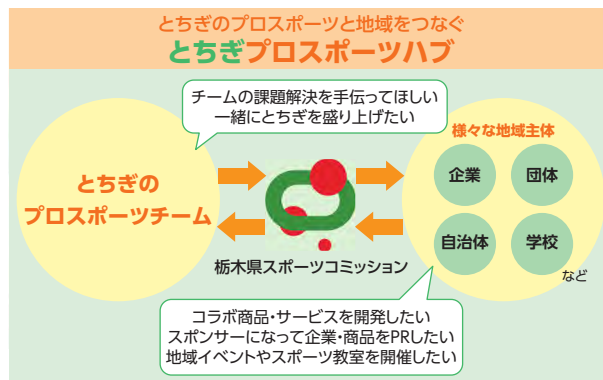 とちぎのプロスポーツと地域をつなぐ
とちぎプロスポーツハブ
チームの課題解決を手伝ってほしい
一緒にとちぎを盛り上げたい
とちぎの
プロスポーツチーム
栃木県スポーツコミッション
様々な地域主体
企業
団体
自治体
学校
など
コラボ商品・サービスを開発したい
スポンサーになって企業・商品をPRしたい
地域イベントやスポーツ教室を開催したい